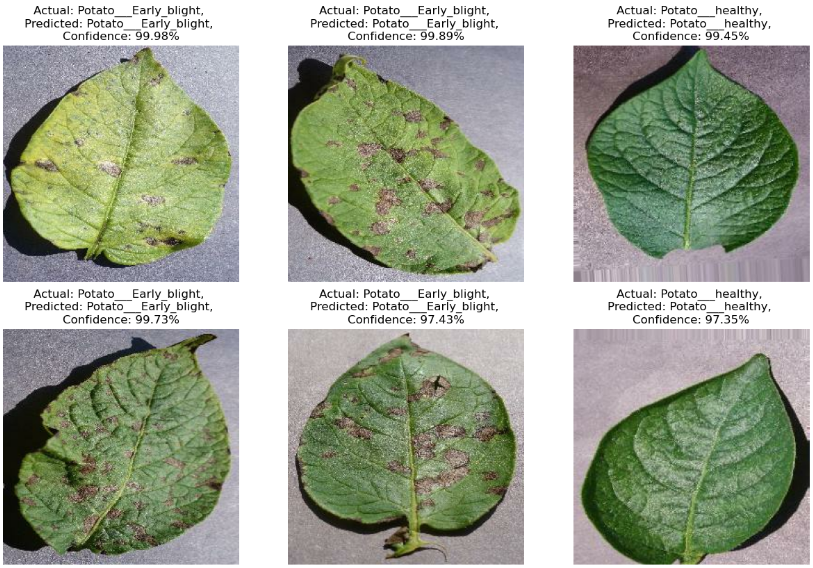 Actual: Potato___Early_blight,
Predicted: Potato___Early_blight,
Confidence: 99.98%
Actual: Potato___Early_blight,
Predicted: Potato___Early_blight,
Confidence: 99.89%
Actual: Potato___healthy,
Predicted: Potato___healthy,
Confidence: 99.45%
Actual: Potato___Early_blight,
Predicted: Potato___Early_blight,
Confidence: 99.73%
Actual: Potato___Early_blight,
Predicted: Potato___Early_blight,
Confidence: 97.43%
Actual: Potato___healthy,
Predicted: Potato___healthy,
Confidence: 97.35%